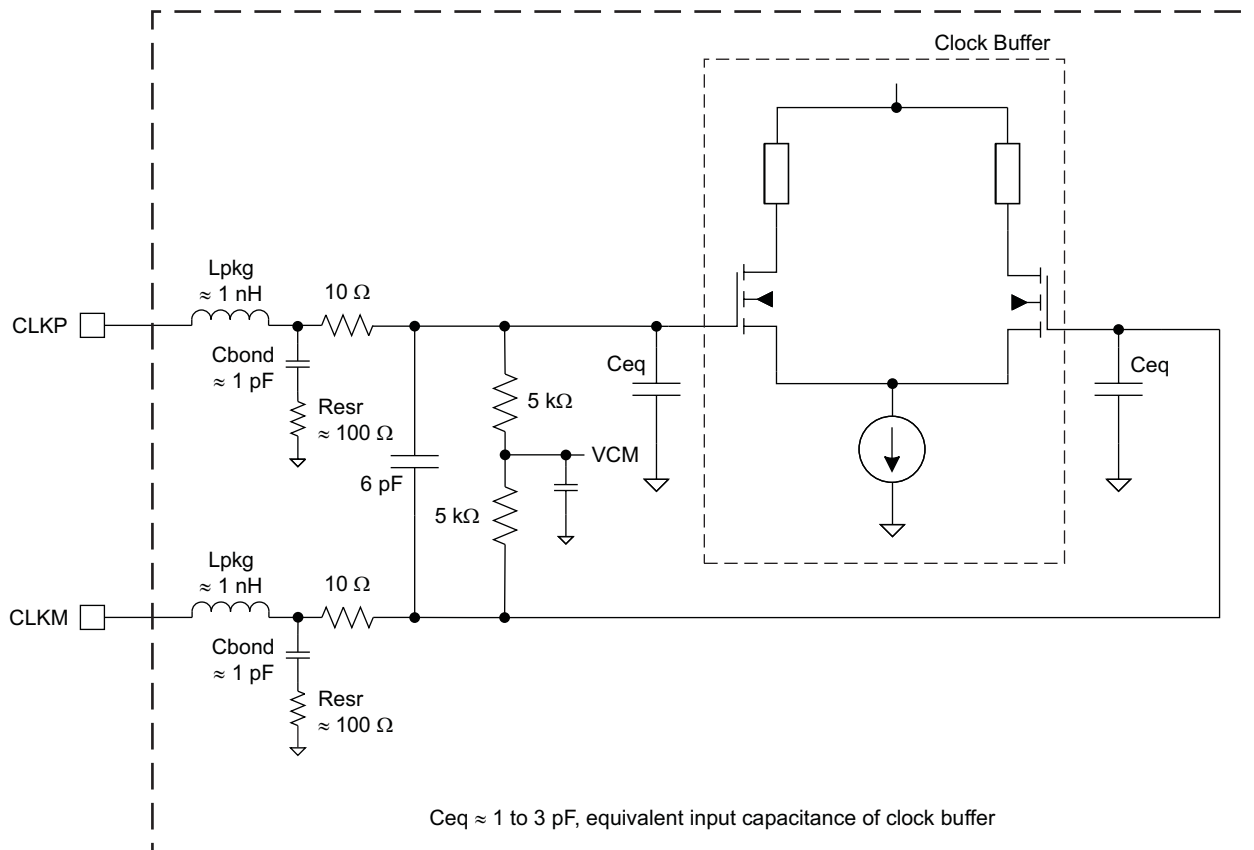 Clock Buffer
Lpkg
≈ 1 nH
10 Ω
CLKP
Cbond
≈ 1 pF
Resr
≈ 100 Ω
6 pF
5 kΩ
VCM
5 kΩ
Ceq
Ceq
Lpkg
≈ 1 nH
10 Ω
CLKM
Cbond
≈ 1 pF
Resr
≈ 100 Ω
Ceq ≈ 1 to 3 pF, equivalent input capacitance of clock buffer